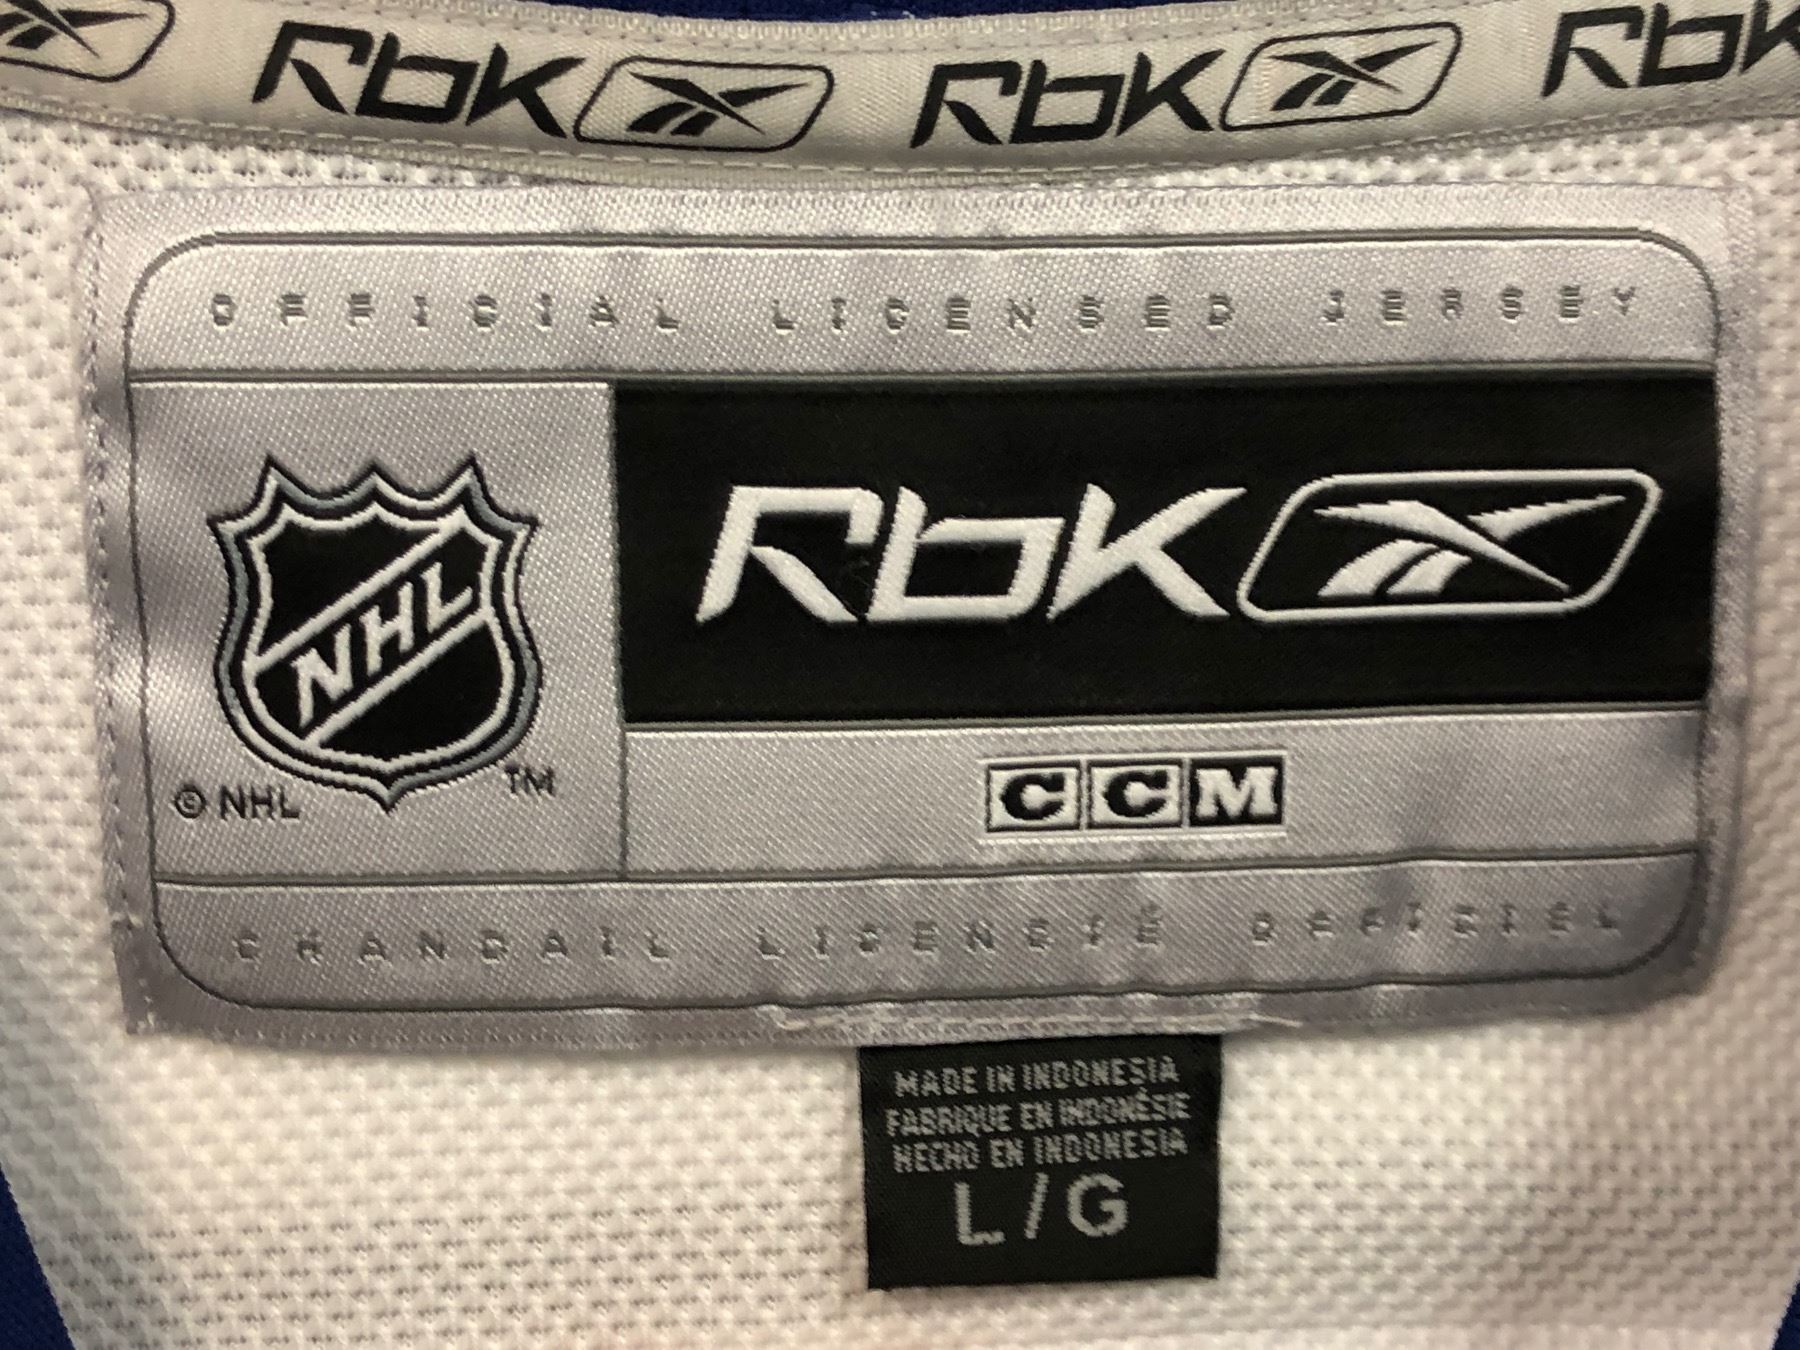 Rbk Rbk Rbk
OFFICIAL LICENSED JERSEY
NHL
Rbk
© NHL TM
CCM
CHANDAIL LICENCIÉ OFFICIEL
MADE IN INDONESIA
FABRIQUE EN INDONÉSIE
HECHO EN INDONESIA
L/G